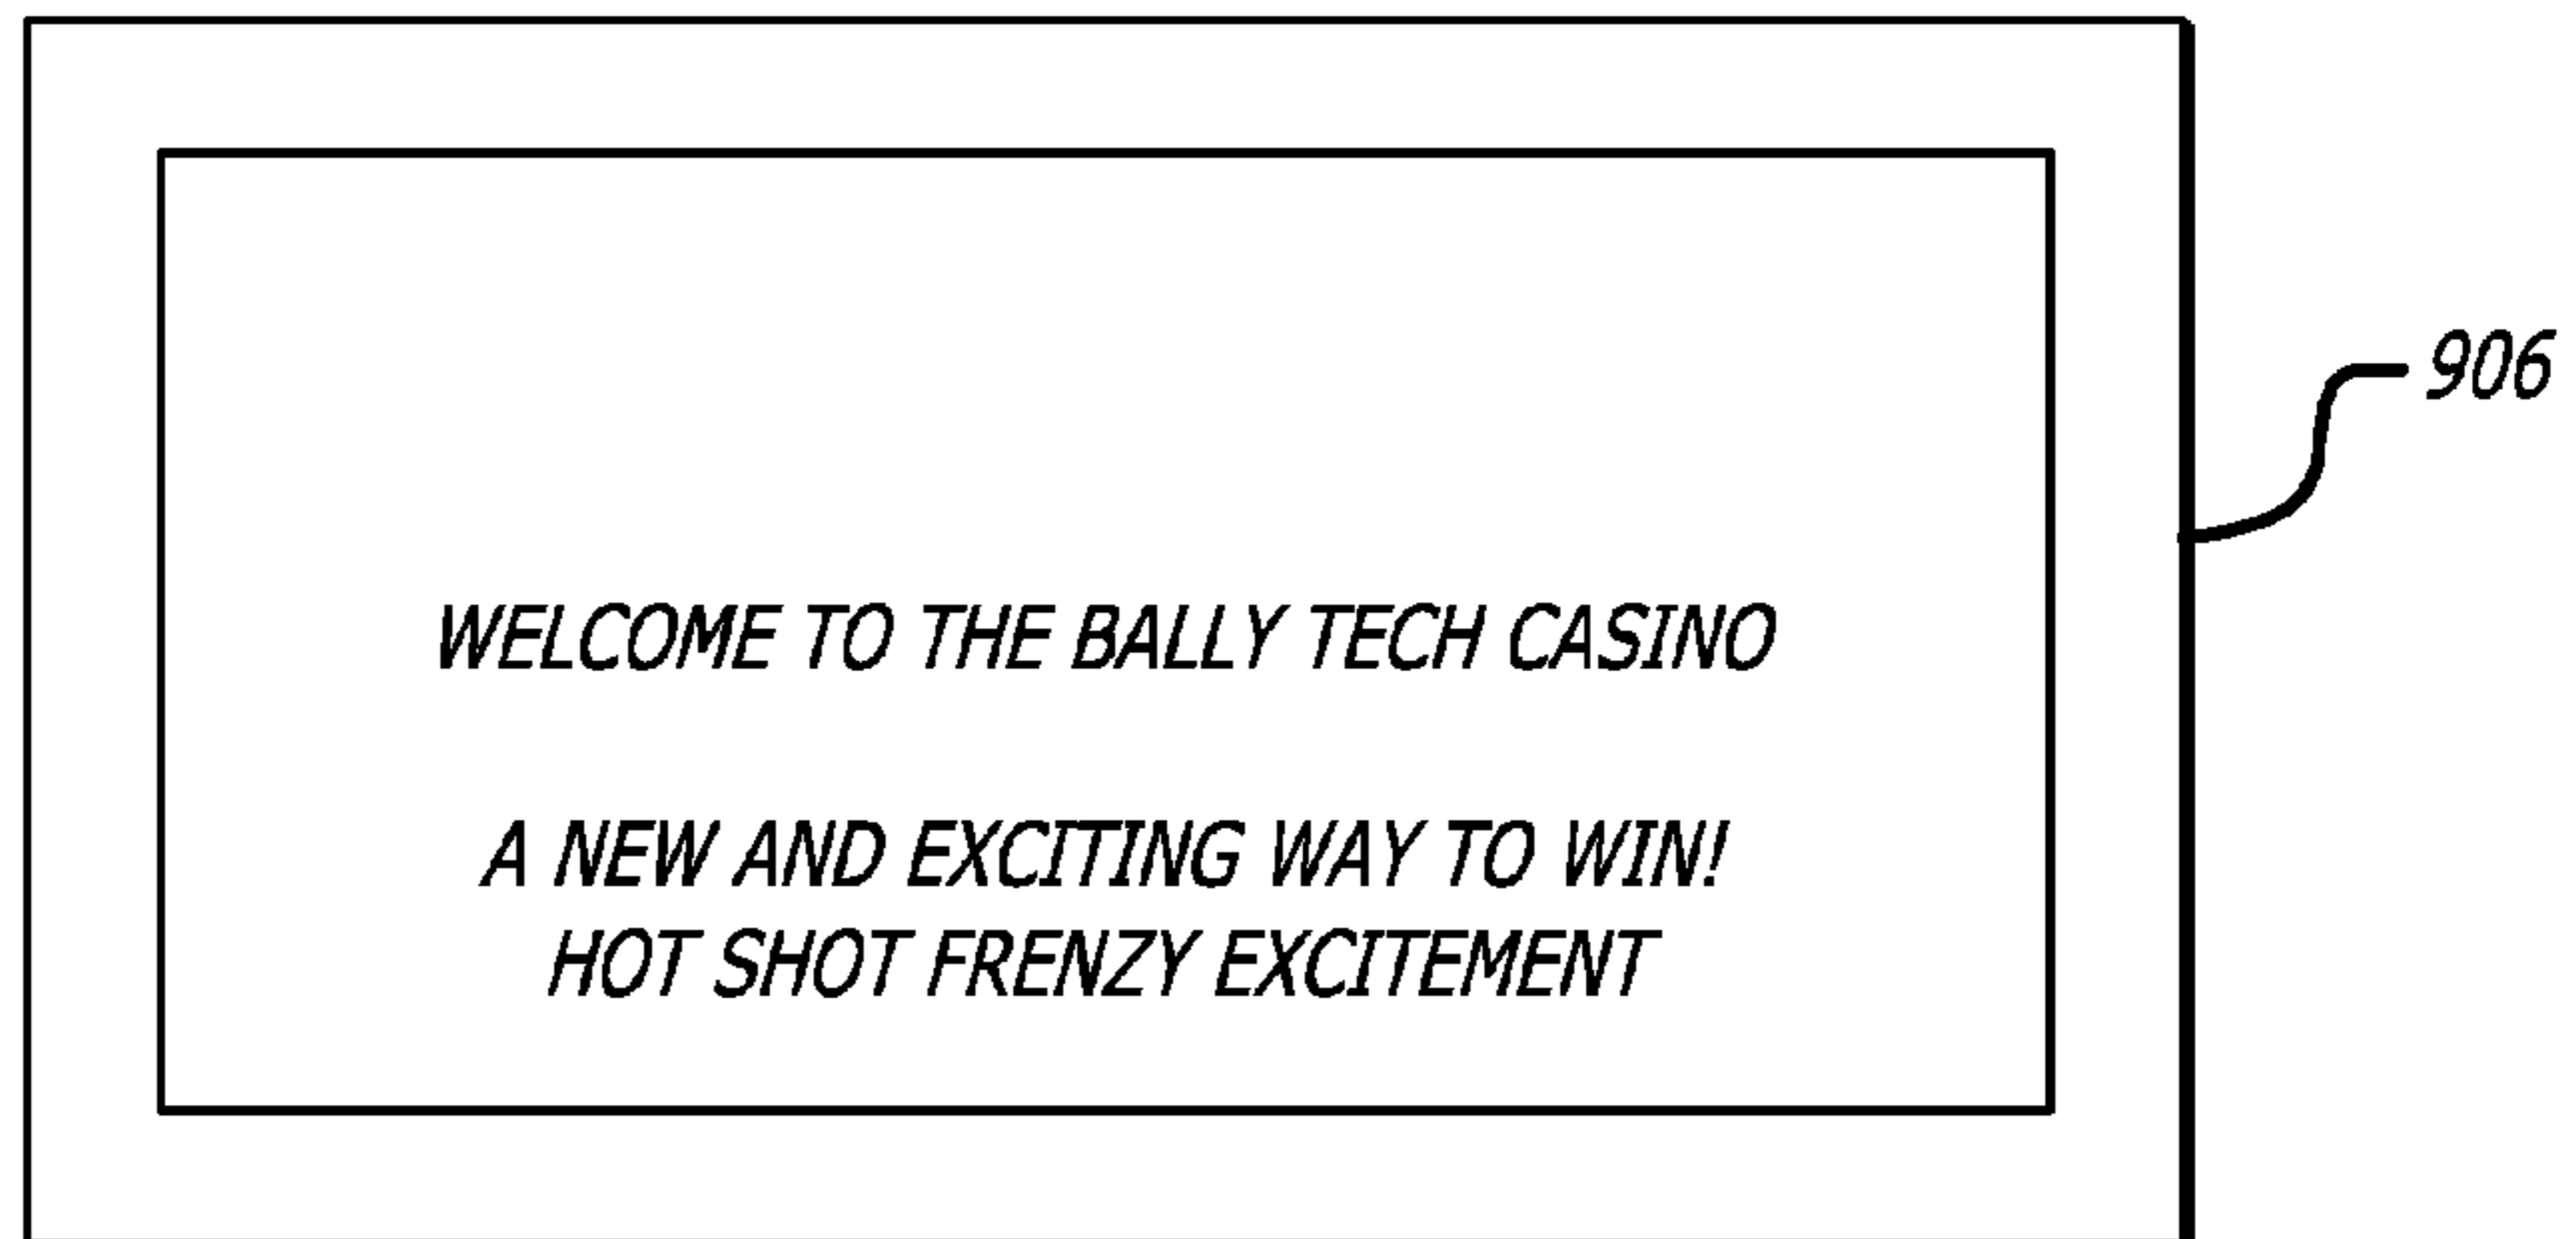 906
WELCOME TO THE BALLY TECH CASINO
A NEW AND EXCITING WAY TO WIN!
HOT SHOT FRENZY EXCITEMENT